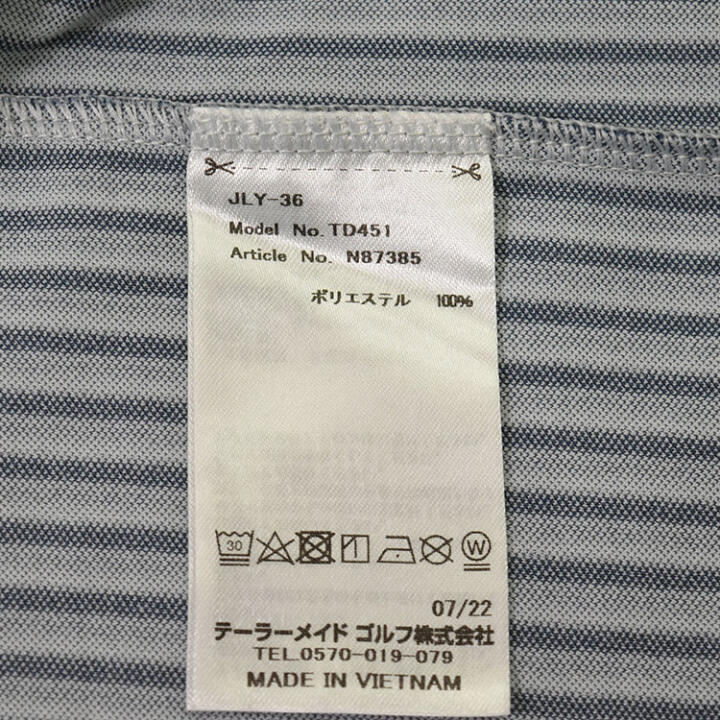 JLY-36
Model No. TD451
Article No. N87385
ポリエステル 100%
30
W
07/22
テーラーメイド ゴルフ株式会社
TEL.0570-019-079
MADE IN VIETNAM